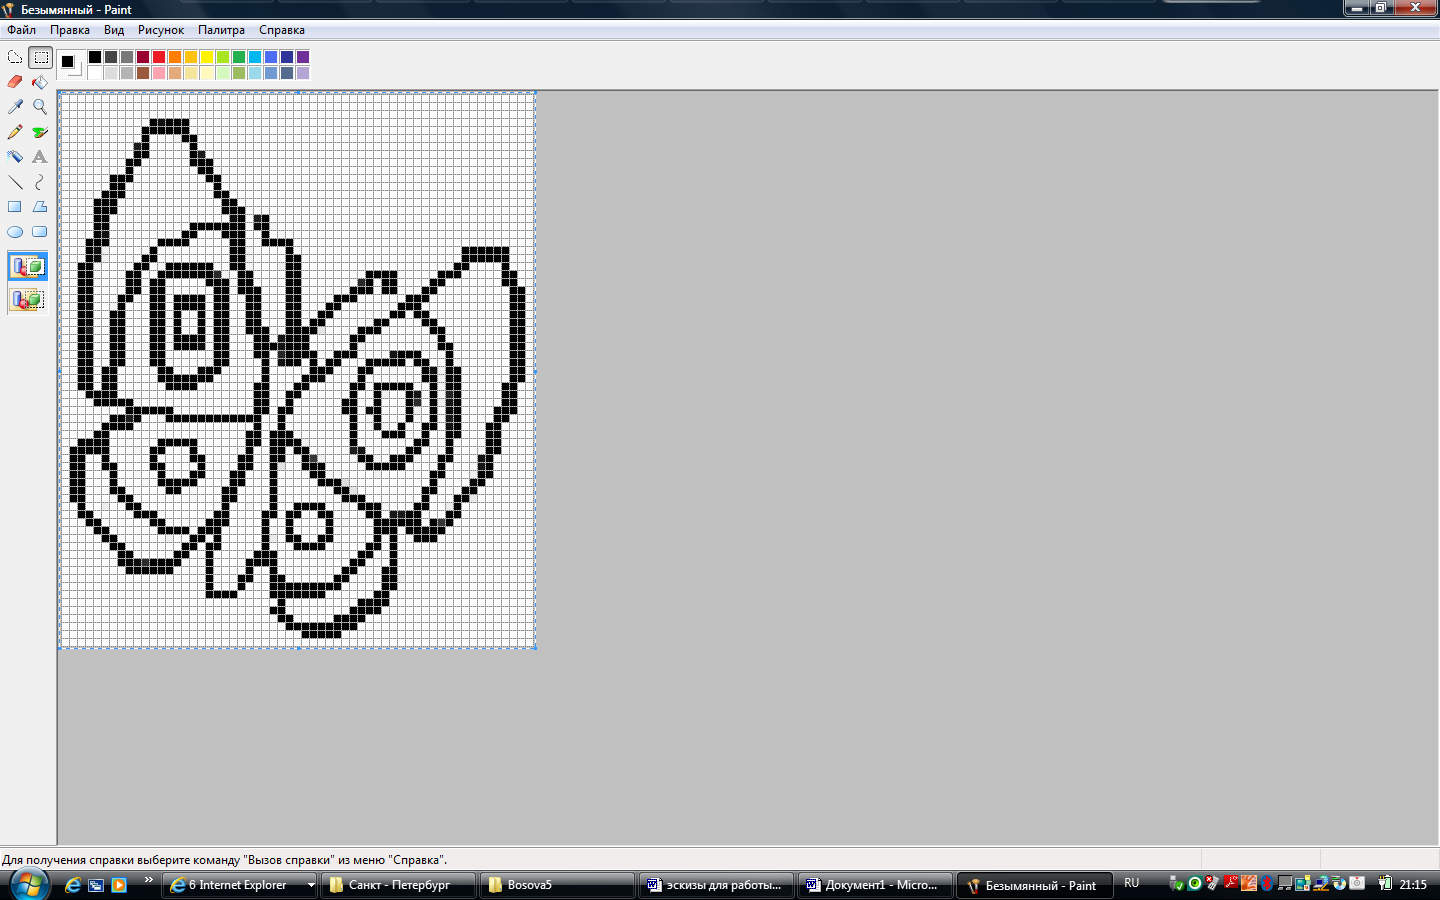 Безымянный - Paint
Файл Правка Вид Рисунок Палитра Справка
A
Для получения справки выберите команду "Вызов справки" из меню "Справка".
» 6 Internet Explorer Санкт - Петербург Bosova5 эскизы для работы... Документ1 - Micro... Безымянный - Paint RU 21:15